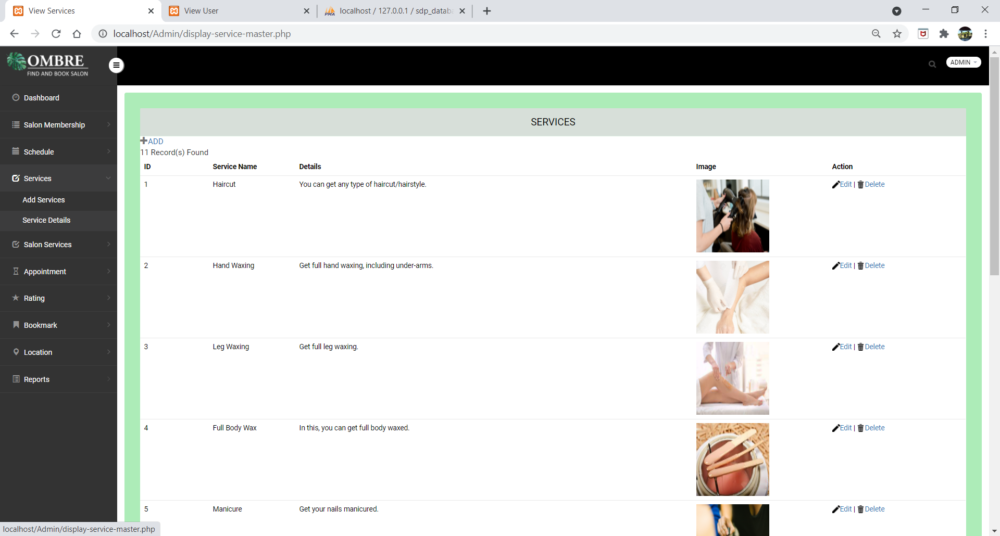 View Services
View User
localhost / 127.0.0.1 / sdp_datab
localhost/Admin/display-service-master.php
OMBRE
FIND AND BOOK SALON
ADMIN
Dashboard
Salon Membership
Schedule
Services
Add Services
Service Details
Salon Services
Appointment
Rating
Bookmark
Location
Reports
SERVICES
ADD
11 Record(s) Found
ID Service Name Details Image Action
1 Haircut You can get any type of haircut/hairstyle. Edit | Delete
2 Hand Waxing Get full hand waxing, including under-arms. Edit | Delete
3 Leg Waxing Get full leg waxing. Edit | Delete
4 Full Body Wax In this, you can get full body waxed. Edit | Delete
5 Manicure Get your nails manicured. Edit | Delete
localhost/Admin/display-service-master.php